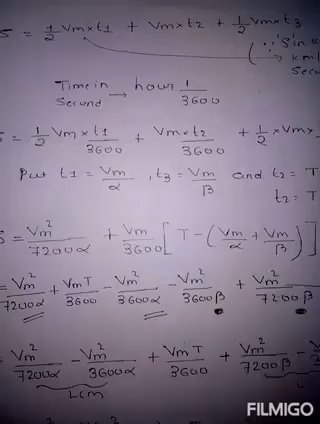 S = 1/2 Vm×t1 + Vm×t2 + 1/2 Vm×t3
∵ 'S' in k
km/
Secu
Time in Second → hour 1/3600
= 1/2 Vm×t1/3600 + Vm×t2/3600 + 1/2 ×Vm×
Put t1 = Vm/α , t3 = Vm/β and t2 = T
t2 = T
S = Vm²/7200α + Vm/3600 [ T - (Vm/α + Vm/β) ]
= Vm²/7200α + VmT/3600 - Vm²/3600α - Vm²/3600β + Vm²/7200β
= Vm²/7200α - Vm²/3600α + VmT/3600 + Vm²/7200β -
Lcm
L
FILMIGO